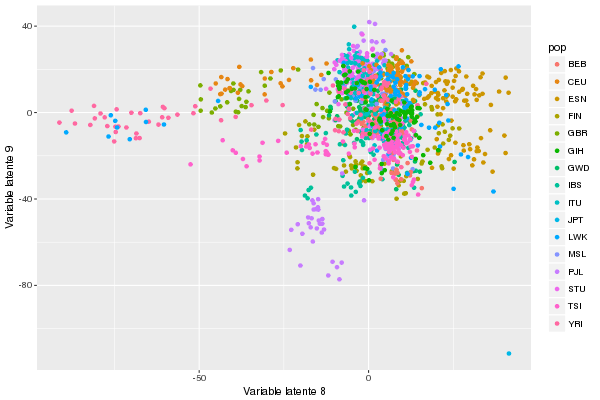 40
0
-40
-80
Variable latente 9
-50
0
Variable latente 8
pop
BEB
CEU
ESN
FIN
GBR
GIH
GWD
IBS
ITU
JPT
LWK
MSL
PJL
STU
TSI
YRI